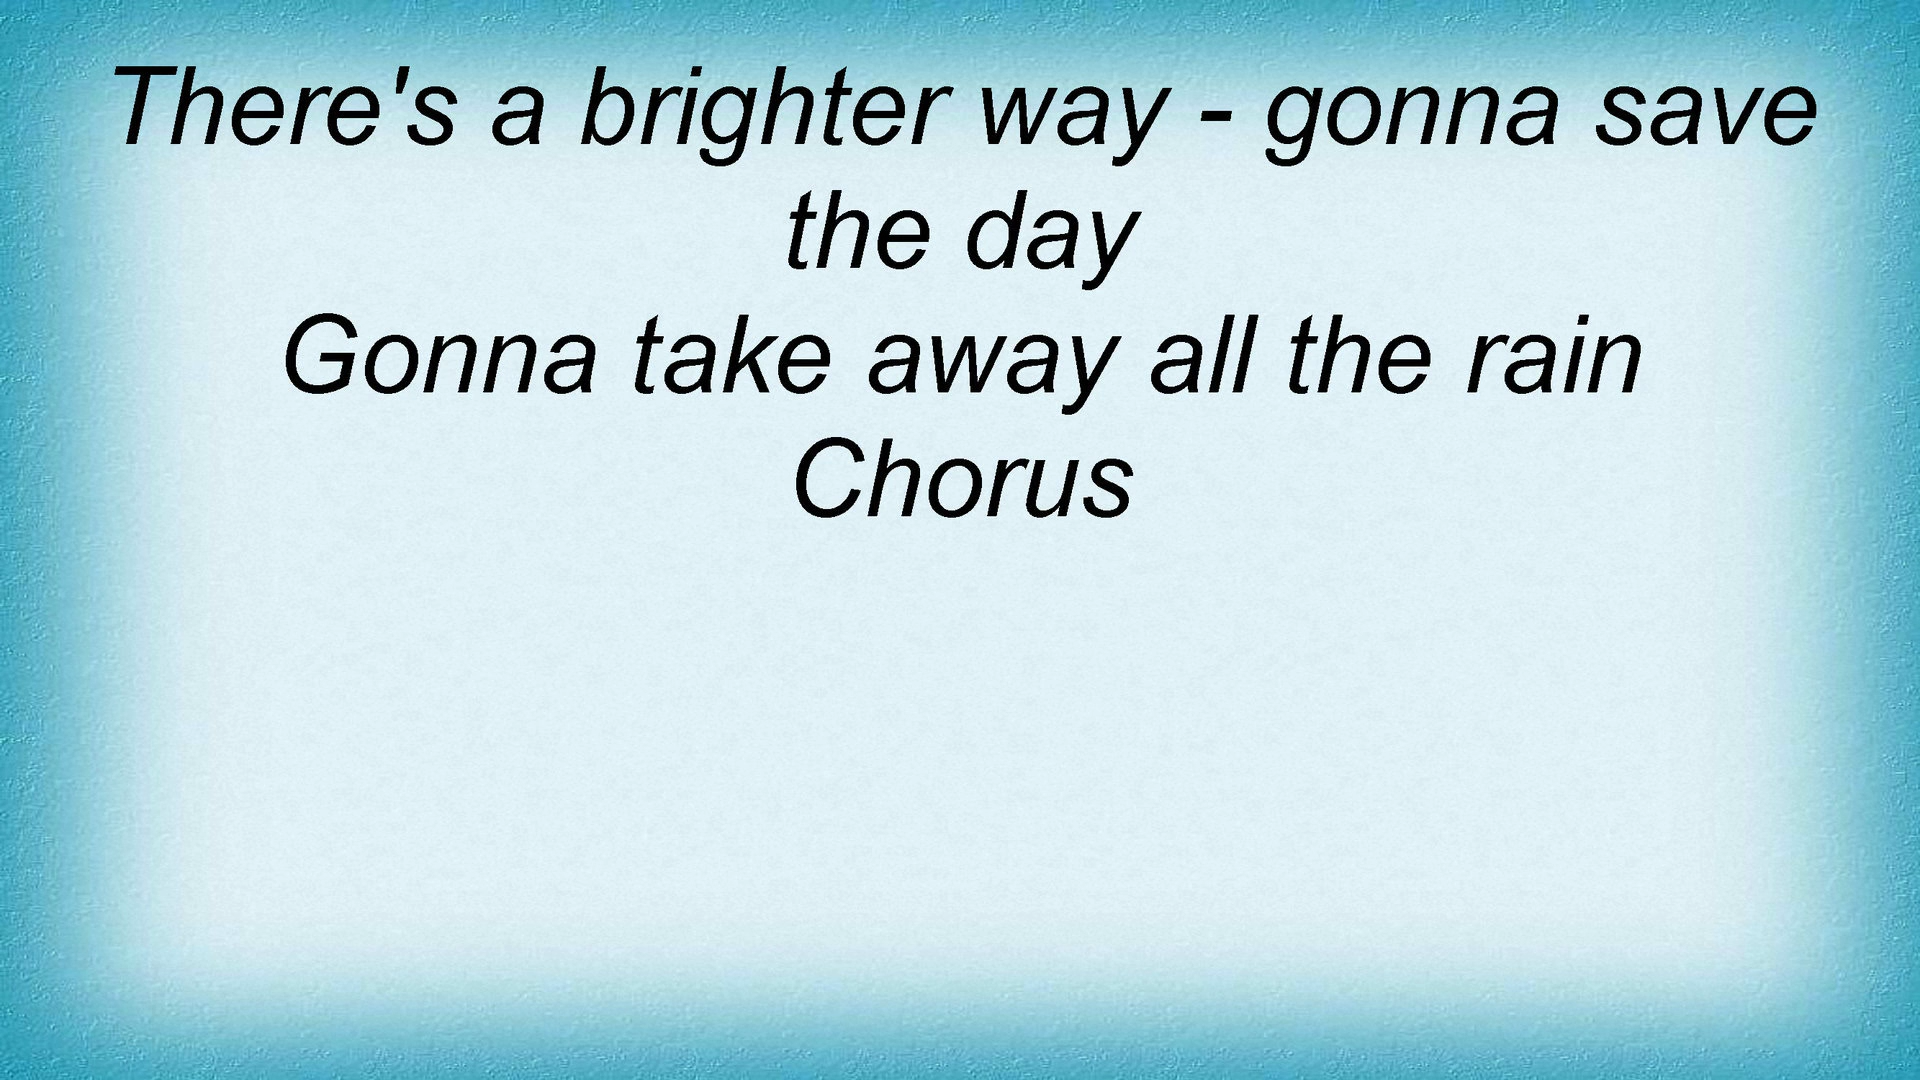 There's a brighter way - gonna save
the day
Gonna take away all the rain
Chorus